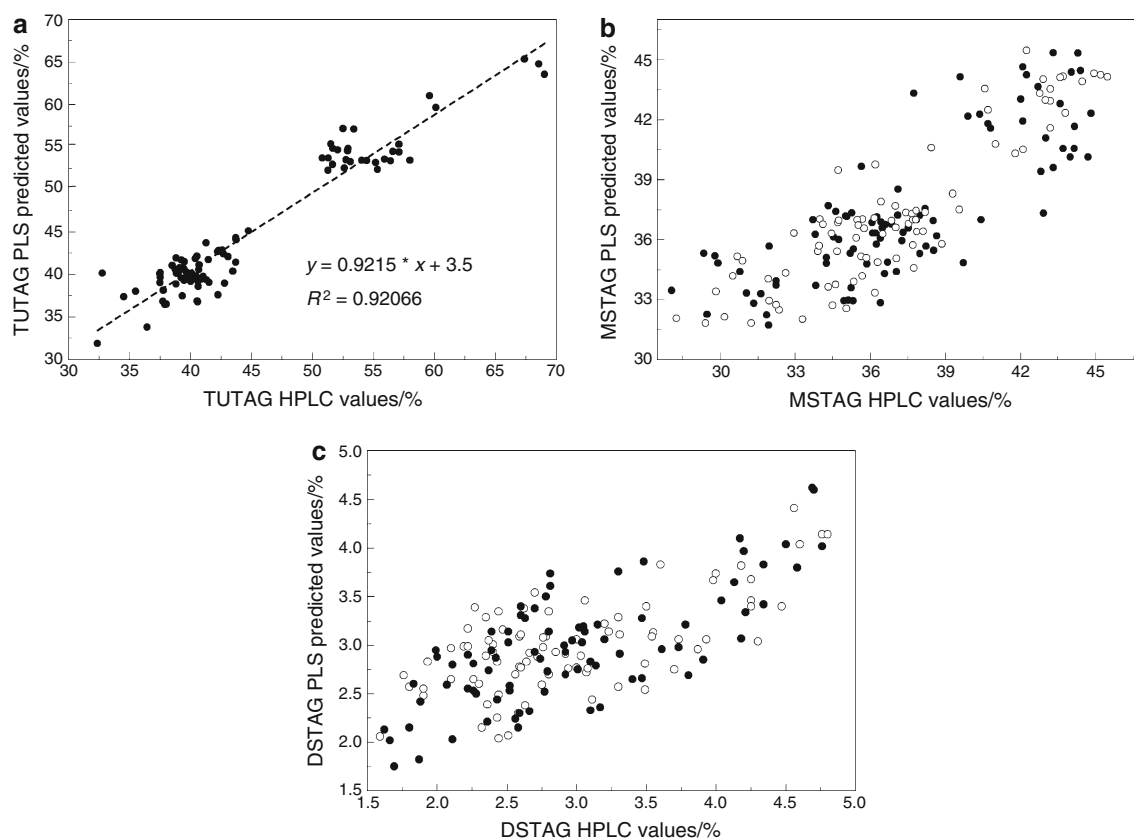 a
70
65
60
55
50
45
40
35
30
TUTAG PLS predicted values/%
y = 0.9215 * x + 3.5
R² = 0.92066
30 35 40 45 50 55 60 65 70
TUTAG HPLC values/%
b
45
42
39
36
33
30
MSTAG PLS predicted values/%
30 33 36 39 42 45
MSTAG HPLC values/%
c
5.0
4.5
4.0
3.5
3.0
2.5
2.0
1.5
DSTAG PLS predicted values/%
1.5 2.0 2.5 3.0 3.5 4.0 4.5 5.0
DSTAG HPLC values/%